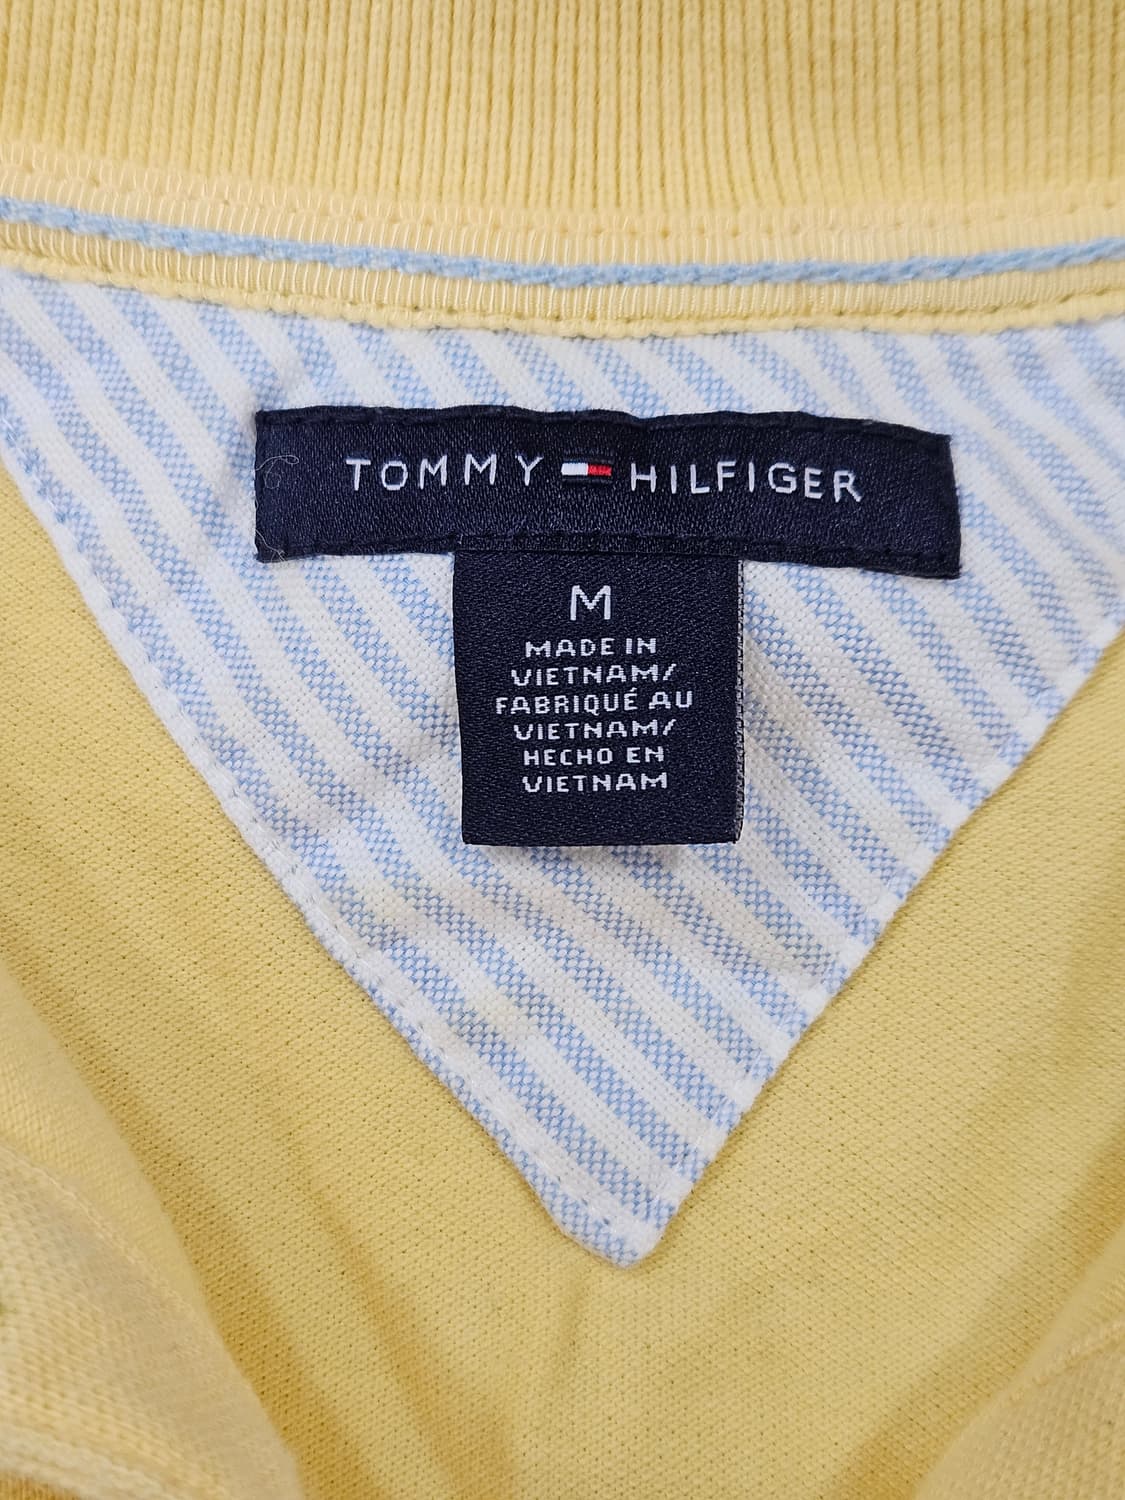 TOMMY HILFIGER
M
MADE IN
VIETNAM/
FABRIQUÉ AU
VIETNAM/
HECHO EN
VIETNAM